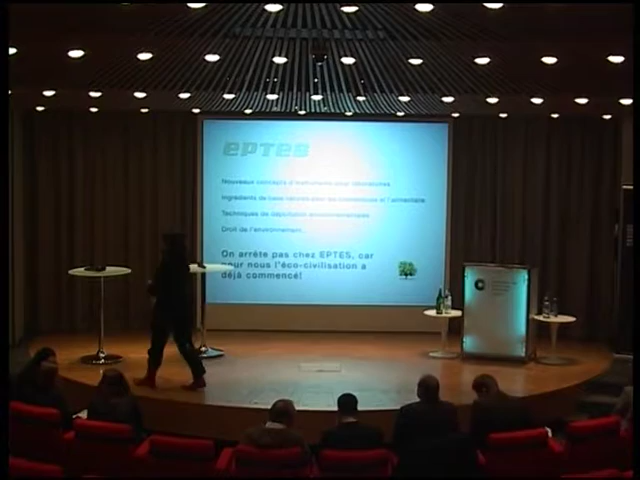 EPTES
Nouveaux concepts d'instruments pour laboratoires
Ingrédients de base naturels pour les cosmétiques et l'alimentaire
Techniques de dépollution environnementales
Droit de l'environnement...
On arrête pas chez EPTES, car
pour nous l'éco-civilisation a
déjà commencé!